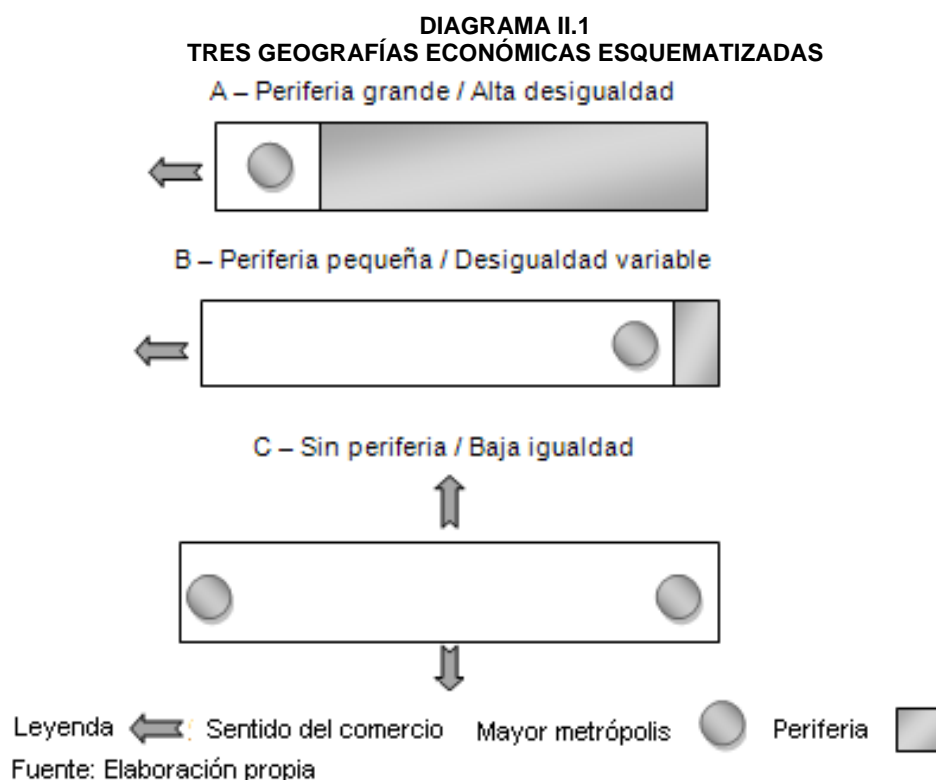 DIAGRAMA II.1
TRES GEOGRAFÍAS ECONÓMICAS ESQUEMATIZADAS
A – Periferia grande / Alta desigualdad
B – Periferia pequeña / Desigualdad variable
C – Sin periferia / Baja igualdad
Leyenda Sentido del comercio Mayor metrópolis Periferia
Fuente: Elaboración propia